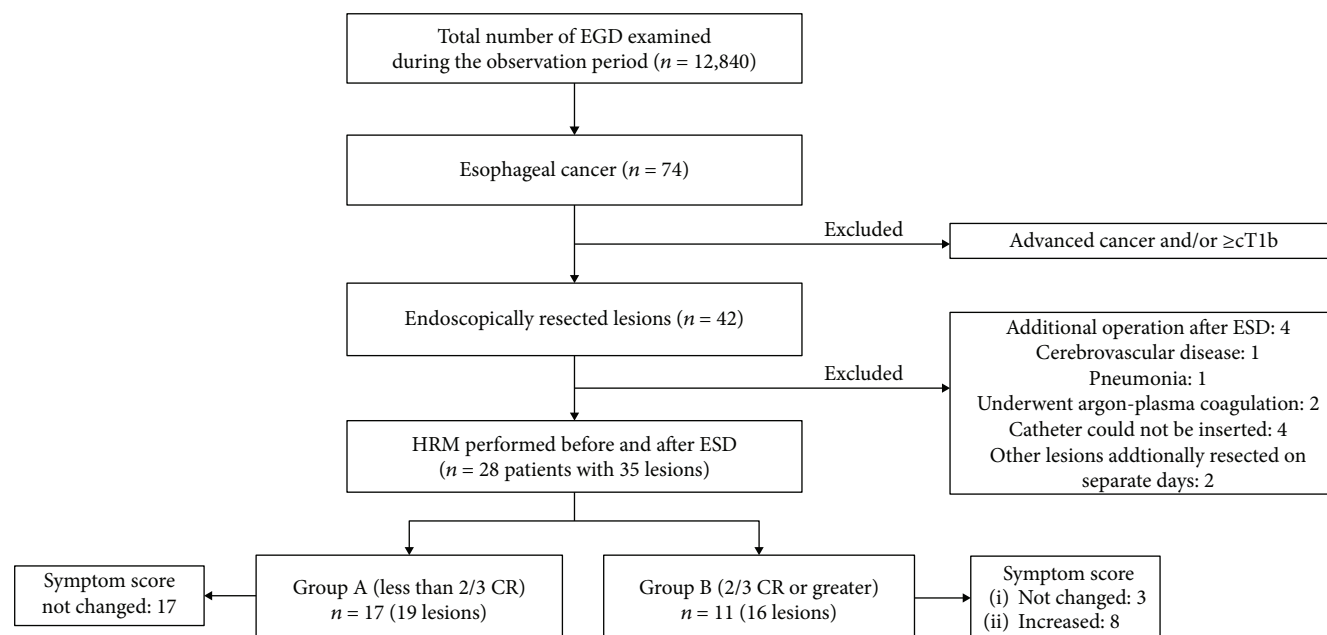 Total number of EGD examined
during the observation period (n = 12,840)
Esophageal cancer (n = 74)
Excluded
Advanced cancer and/or ≥cT1b
Endoscopically resected lesions (n = 42)
Excluded
Additional operation after ESD: 4
Cerebrovascular disease: 1
Pneumonia: 1
Underwent argon-plasma coagulation: 2
Catheter could not be inserted: 4
Other lesions addtionally resected on
separate days: 2
HRM performed before and after ESD
(n = 28 patients with 35 lesions)
Symptom score
not changed: 17
Group A (less than 2/3 CR)
n = 17 (19 lesions)
Group B (2/3 CR or greater)
n = 11 (16 lesions)
Symptom score
(i) Not changed: 3
(ii) Increased: 8